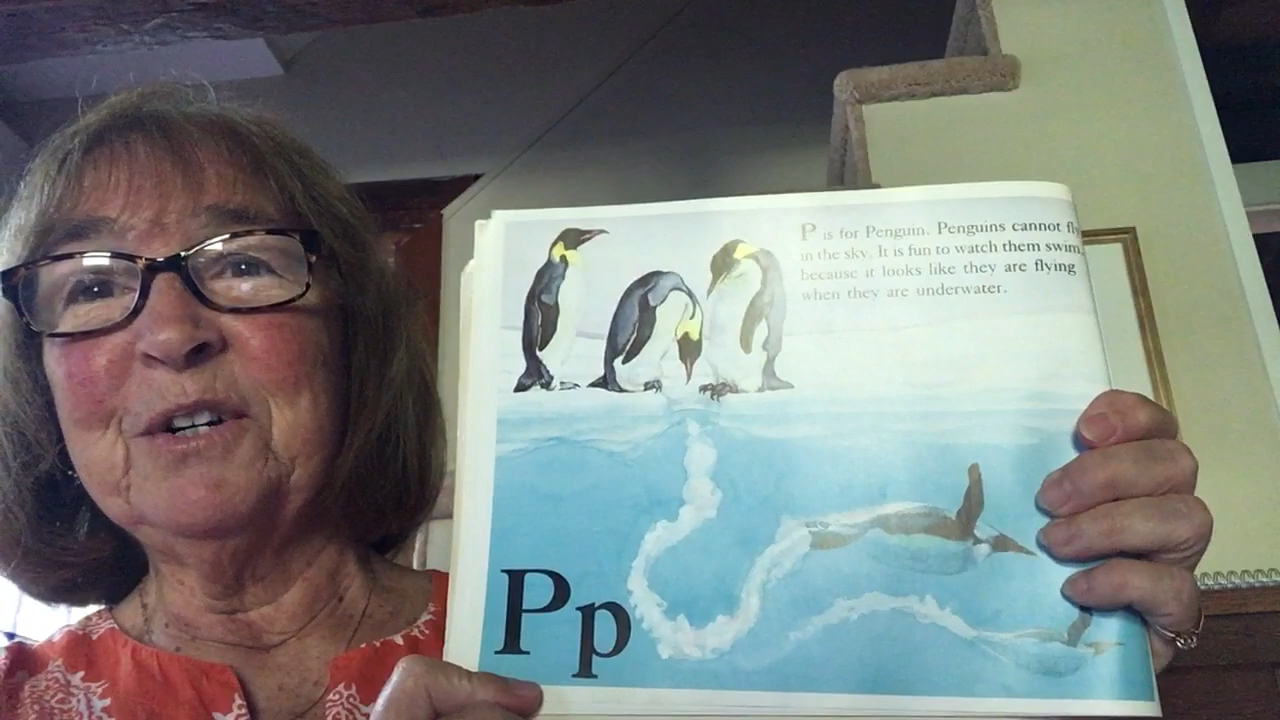 P is for Penguin. Penguins cannot fly
in the sky. It is fun to watch them swim,
because it looks like they are flying
when they are underwater.
Pp